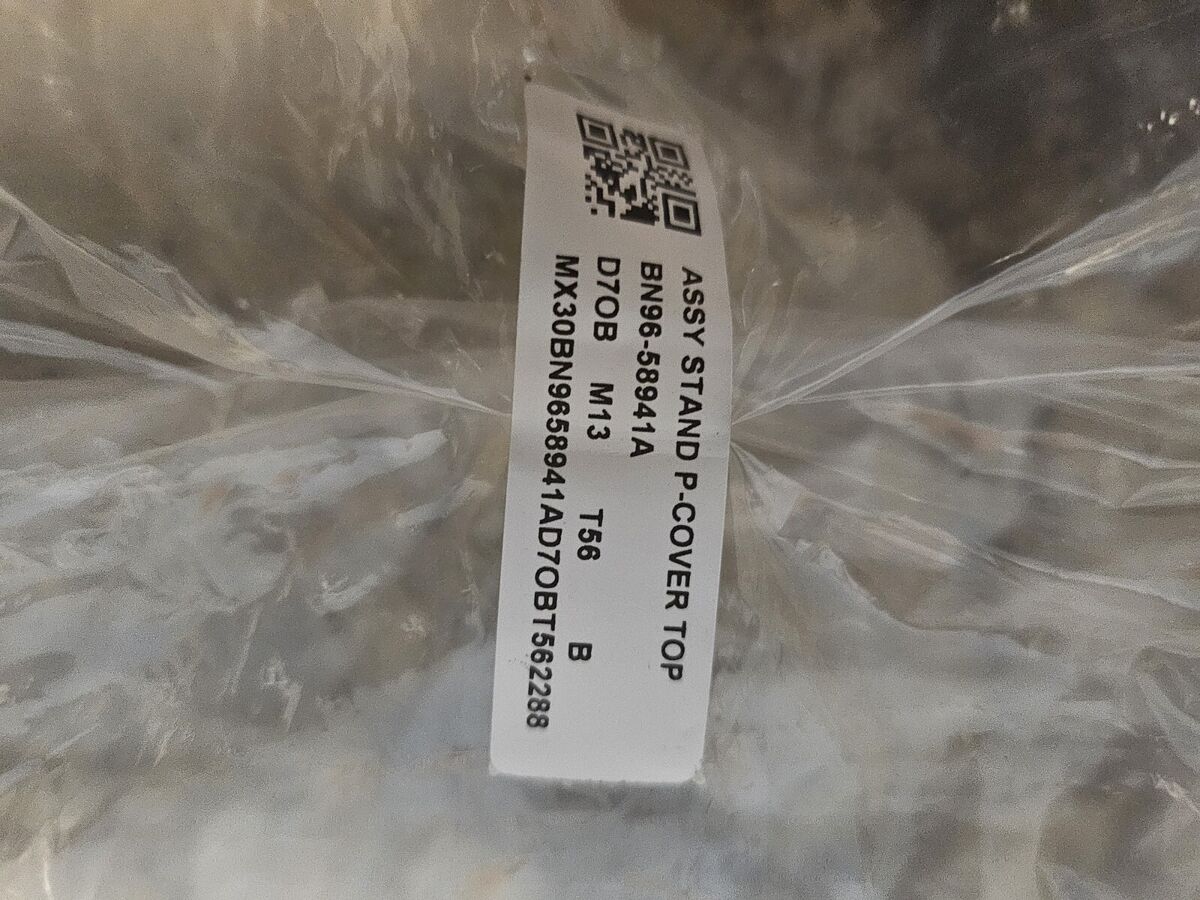 ASSY STAND P-COVER TOP
BN96-58941A
D7OB M13 T56 B
MX30BN9658941AD7OBT562288